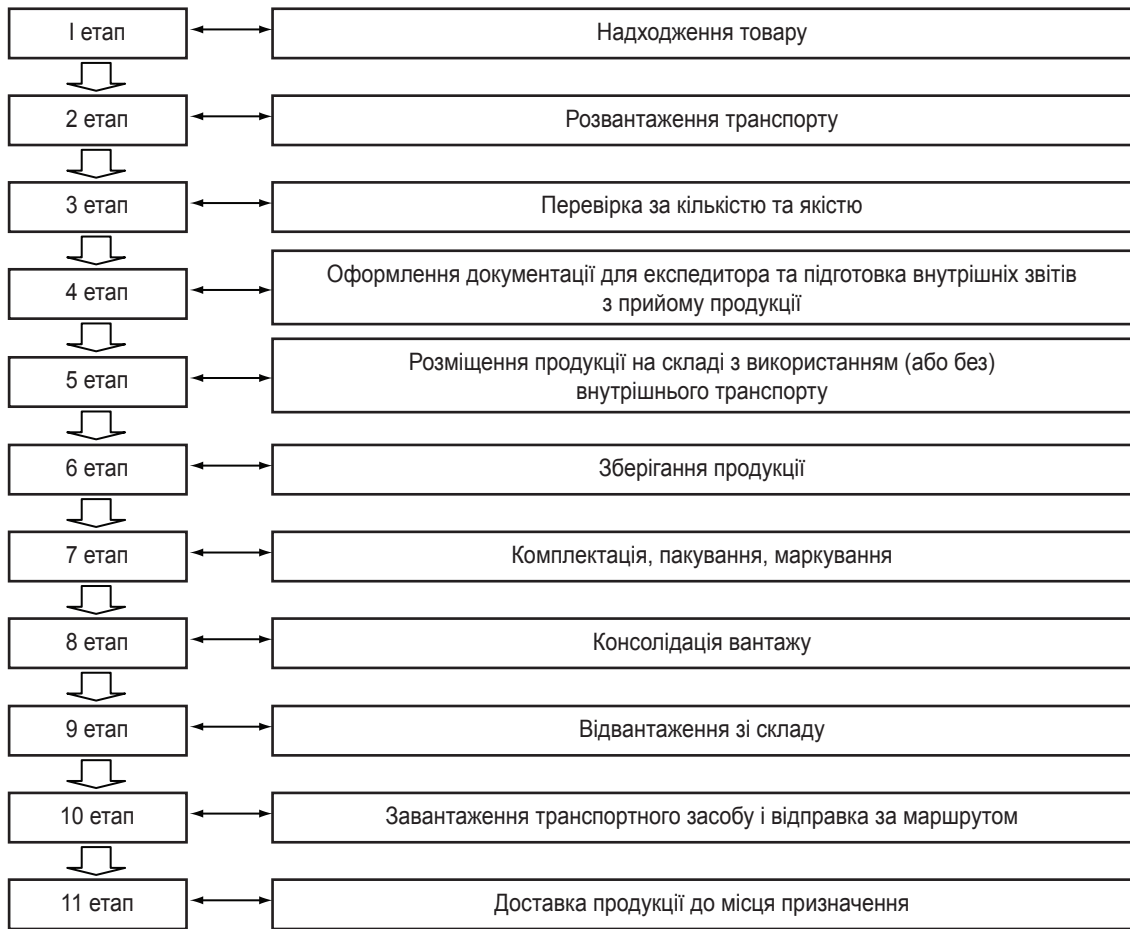 І етап
Надходження товару
2 етап
Розвантаження транспорту
3 етап
Перевірка за кількістю та якістю
4 етап
Оформлення документації для експедитора та підготовка внутрішніх звітів
з прийому продукції
5 етап
Розміщення продукції на складі з використанням (або без)
внутрішнього транспорту
6 етап
Зберігання продукції
7 етап
Комплектація, пакування, маркування
8 етап
Консолідація вантажу
9 етап
Відвантаження зі складу
10 етап
Завантаження транспортного засобу і відправка за маршрутом
11 етап
Доставка продукції до місця призначення